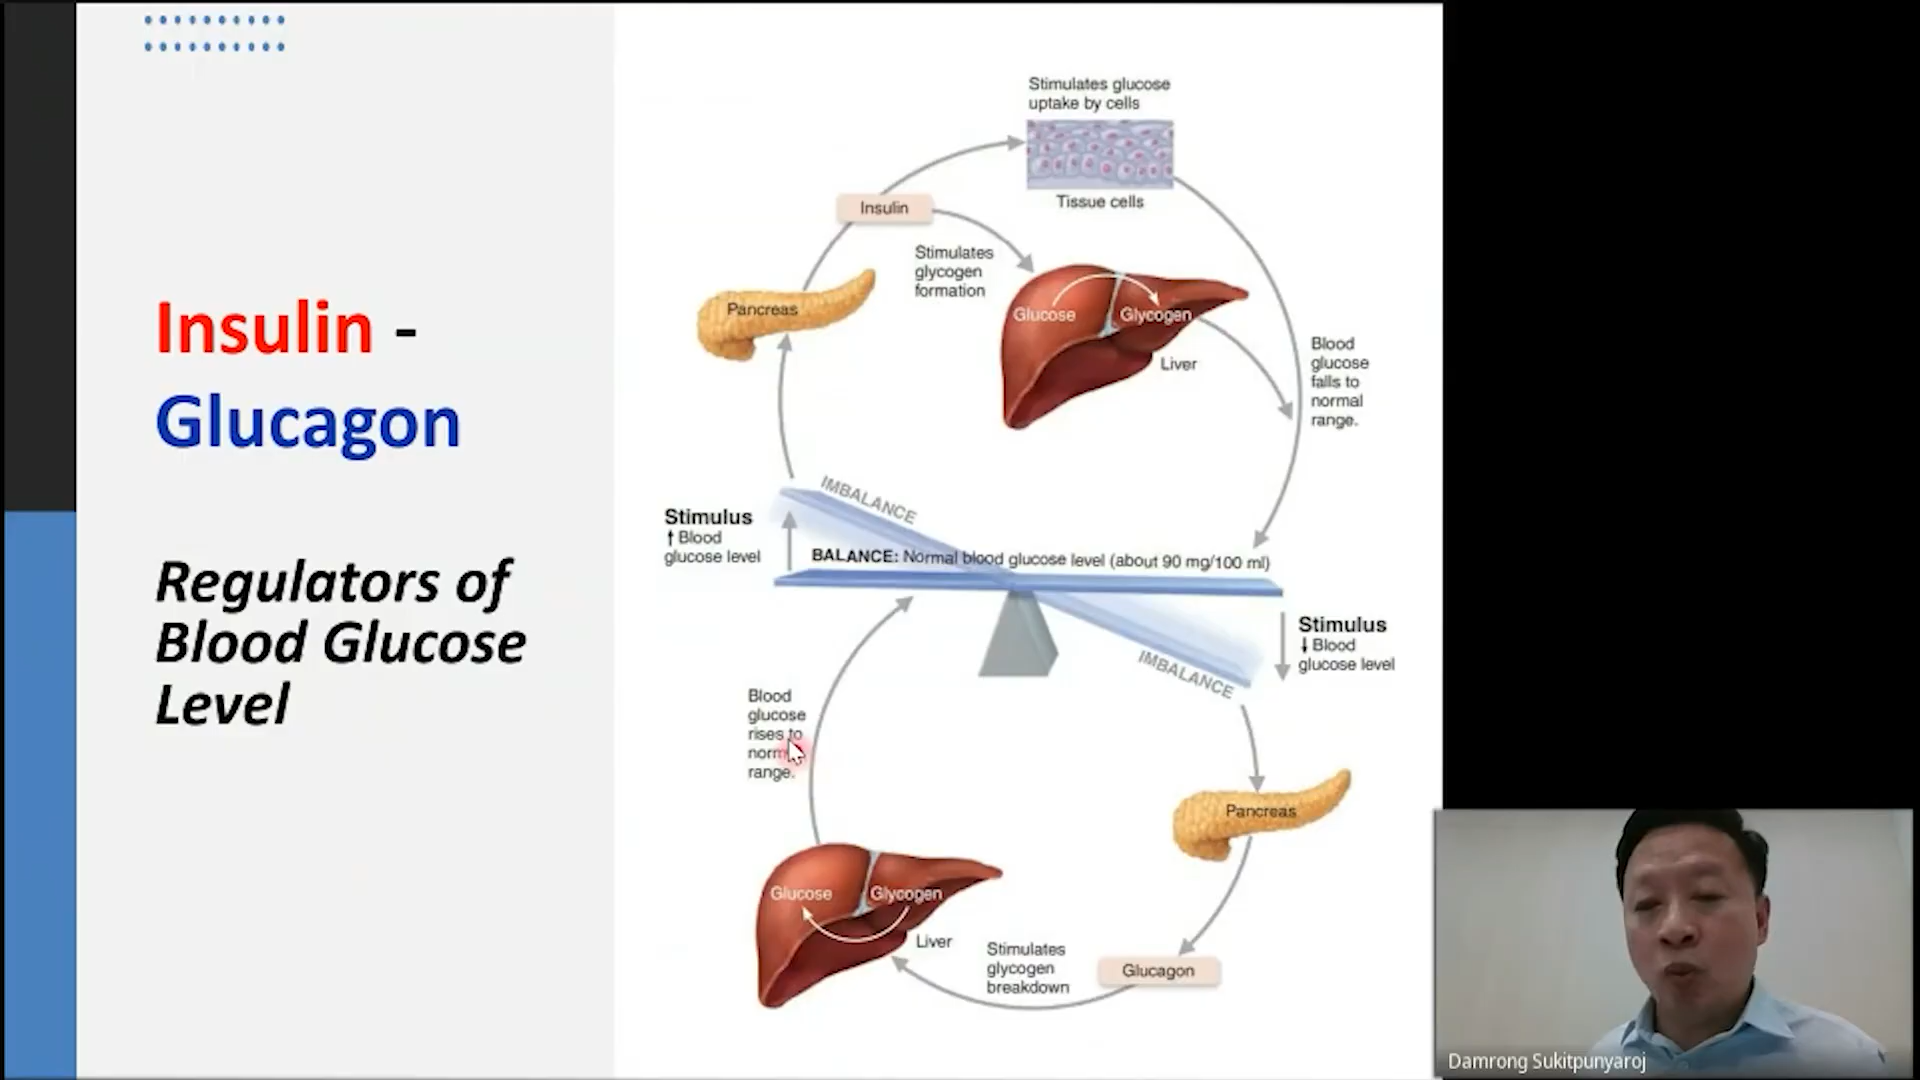 Insulin -
Glucagon
Regulators of
Blood Glucose
Level
Stimulates glucose
uptake by cells
Tissue cells
Insulin
Stimulates
glycogen
formation
Pancreas
Glucose
Glycogen
Liver
Blood
glucose
falls to
normal
range.
IMBALANCE
Stimulus
↑ Blood
glucose level
BALANCE: Normal blood glucose level (about 90 mg/100 ml)
Stimulus
↓ Blood
glucose level
IMBALANCE
Blood
glucose
rises to
range.
Pancreas
Glucose
Glycogen
Liver
Stimulates
glycogen
breakdown
Glucagon
Damrong Sukitpunyaroj